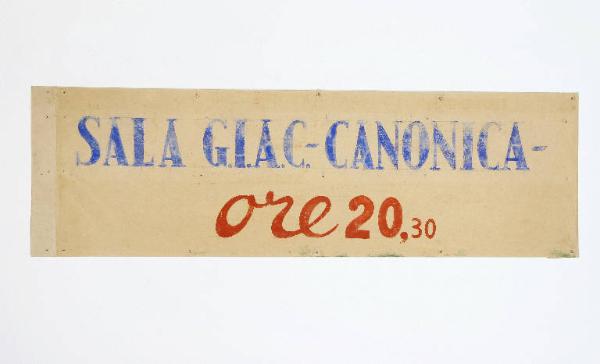 SALA G.I.A.C.-CANONICA-
ore 20,30